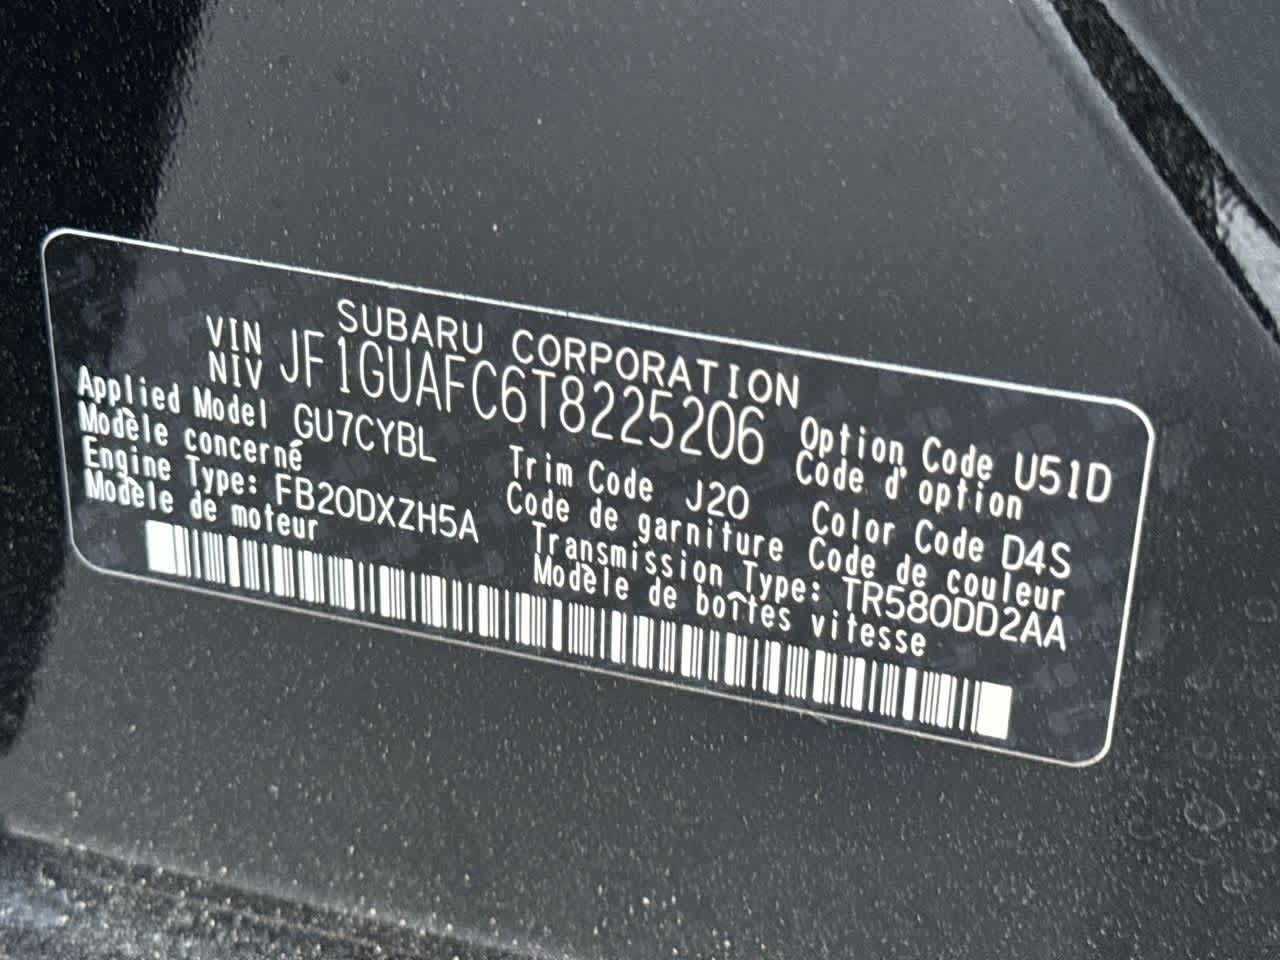 SUBARU CORPORATION
VIN
NIV JF1GUAFC6T8225206
Applied Model GU7CYBL
Modèle concerné
Option Code U51D
Code d'option
Trim Code J20
Code de garniture
Color Code D4S
Code de couleur
Engine Type: FB20DXZH5A
Modèle de moteur
Transmission Type: TR580DD2AA
Modèle de boîtes vitesse